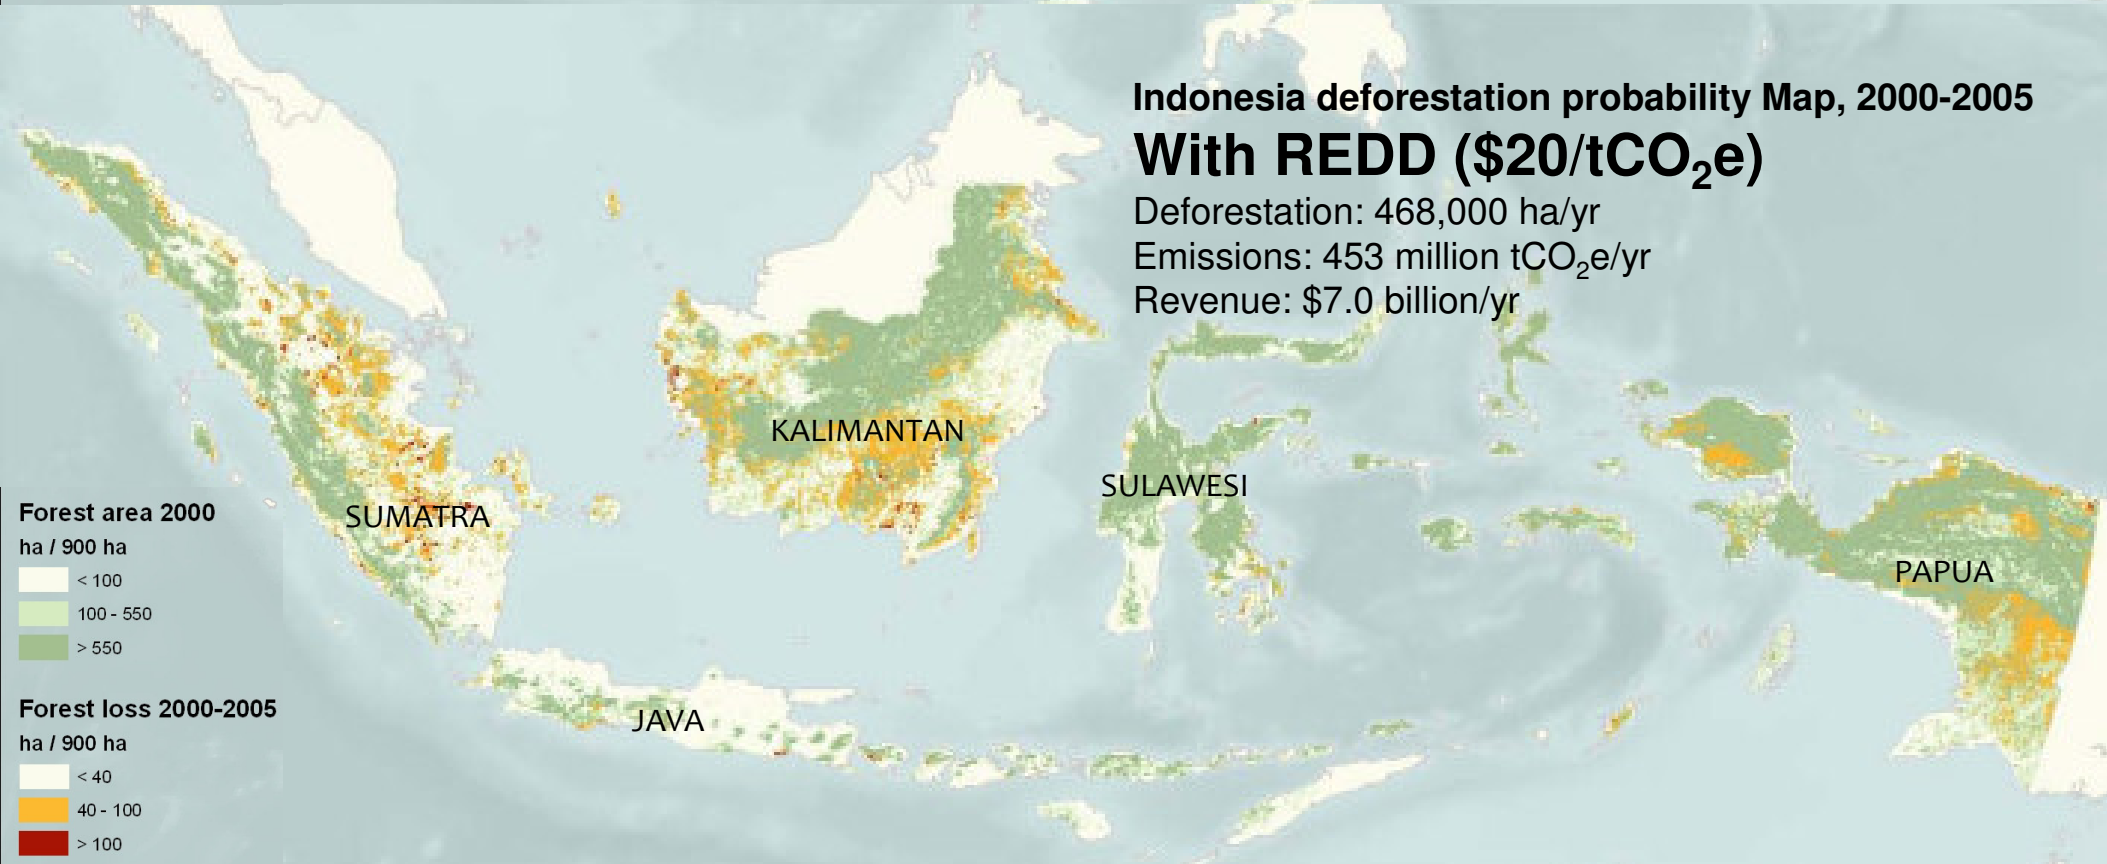 Indonesia deforestation probability Map, 2000-2005
With REDD ($20/tCO₂e)
Deforestation: 468,000 ha/yr
Emissions: 453 million tCO₂e/yr
Revenue: $7.0 billion/yr
KALIMANTAN
SULAWESI
SUMATRA
PAPUA
JAVA
Forest area 2000
ha / 900 ha
< 100
100 - 550
> 550
Forest loss 2000-2005
ha / 900 ha
< 40
40 - 100
> 100